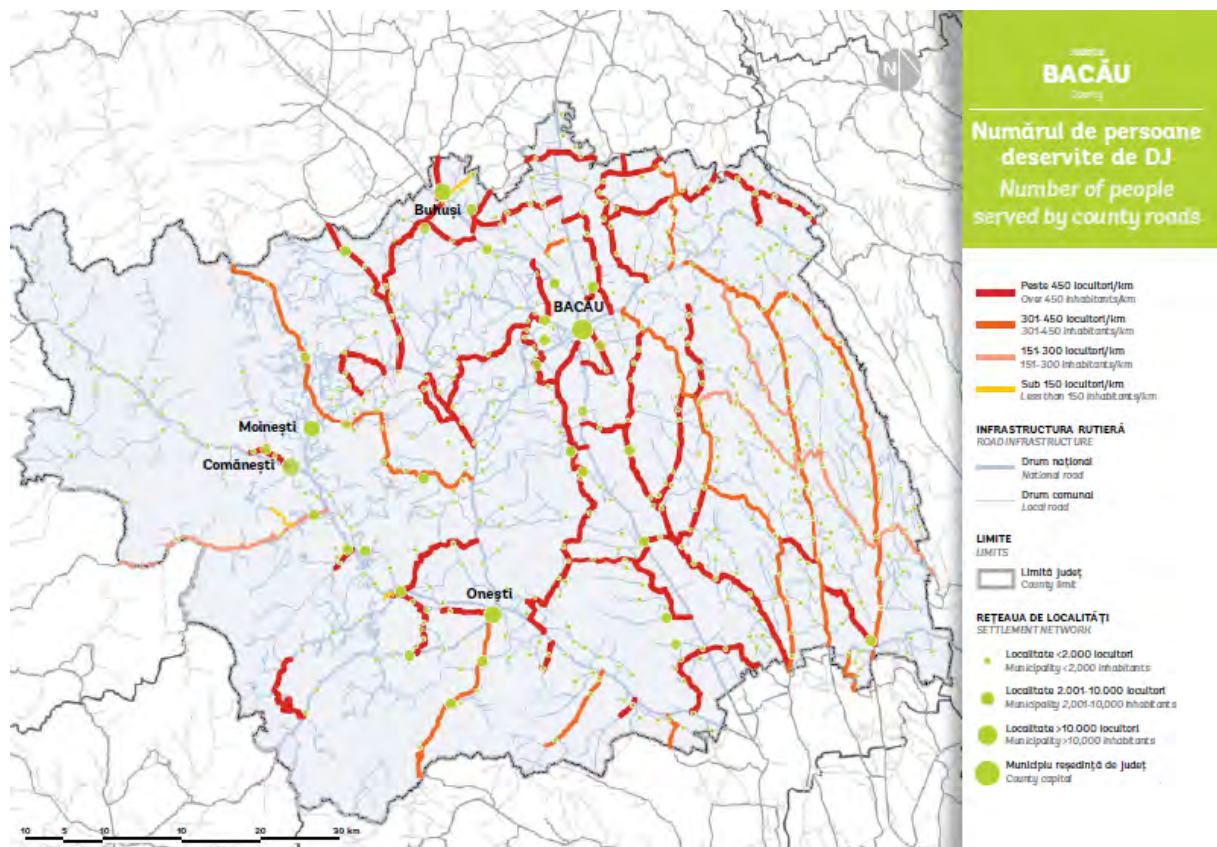 N
Buhuși
BACĂU
Moinești
Comănești
Onești
10 5 10 10 20 30 km
Județul
BACĂU
County
Numărul de persoane
deservite de DJ
Number of people
served by county roads
Peste 450 locuitori/km
Over 450 inhabitants/km
301-450 locuitori/km
301-450 inhabitants/km
151-300 locuitori/km
151-300 inhabitants/km
Sub 150 locuitori/km
Less than 150 inhabitants/km
INFRASTRUCTURA RUTIERĂ
ROAD INFRASTRUCTURE
Drum național
National road
Drum comunal
Local road
LIMITE
LIMITS
Limită județ
County limit
REȚEAUA DE LOCALITĂȚI
SETTLEMENT NETWORK
Localitate <2.000 locuitori
Municipality <2,000 inhabitants
Localitate 2.001-10.000 locuitori
Municipality 2,001-10,000 inhabitants
Localitate >10.000 locuitori
Municipality >10,000 inhabitants
Municipiu reședință de județ
County capital